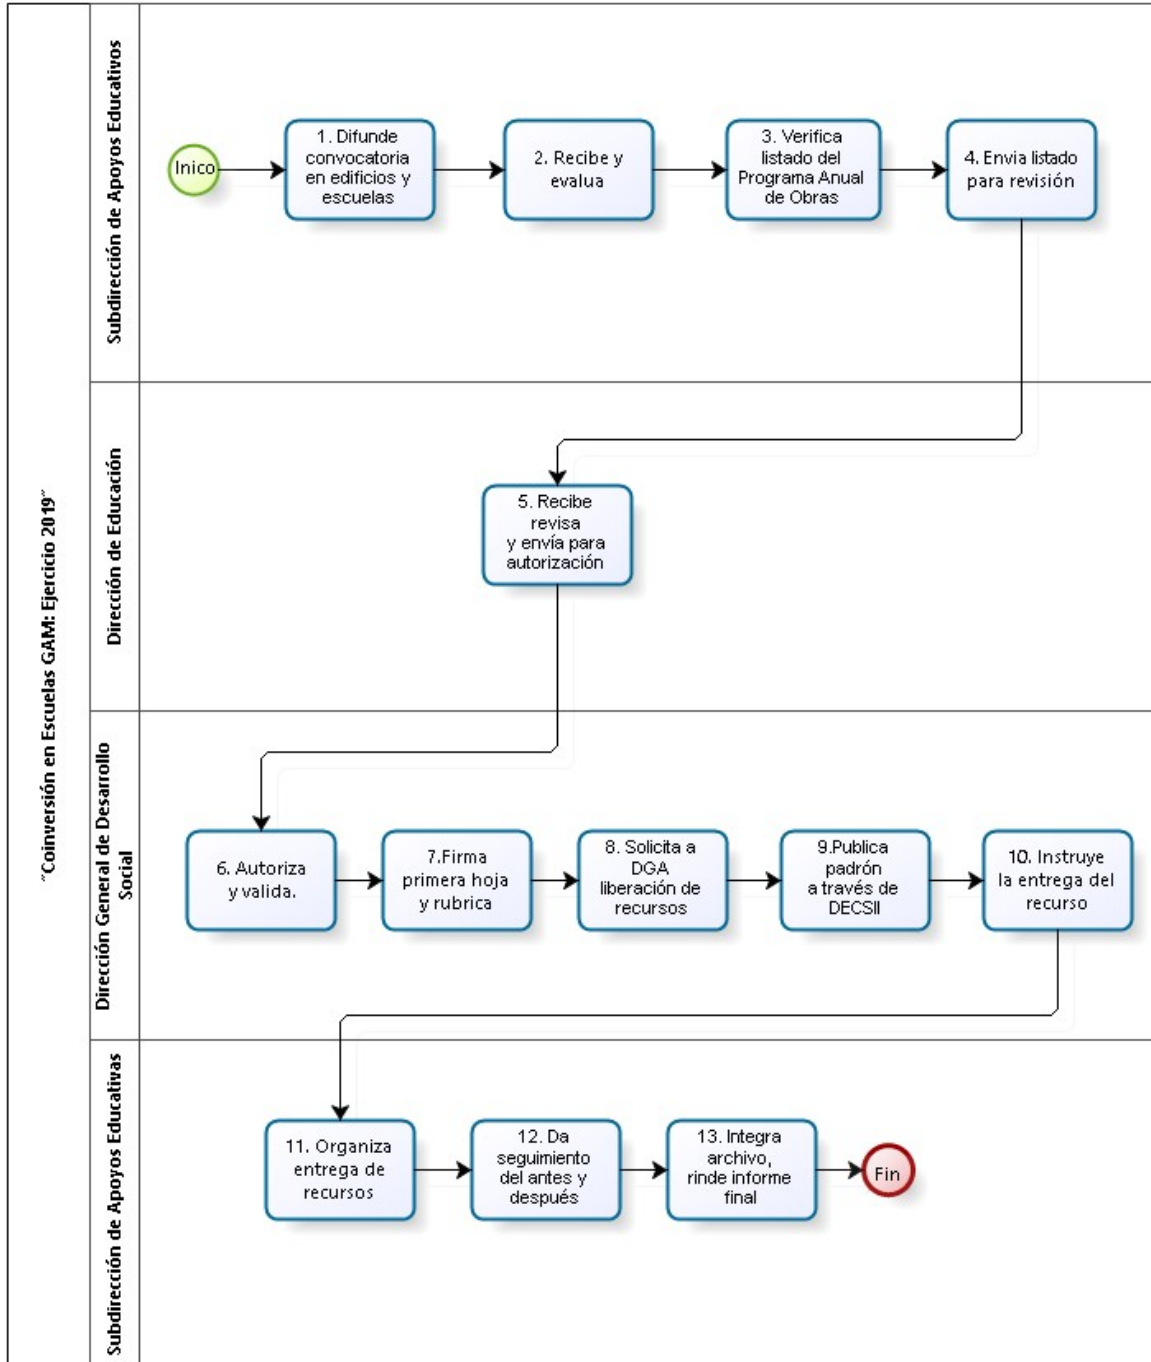 "Coinversión en Escuelas GAM: Ejercicio 2019"
Subdirección de Apoyos Educativos
Inico
1. Difunde
convocatoria
en edificios y
escuelas
2. Recibe y
evalua
3. Verifica
listado del
Programa Anual
de Obras
4. Envia listado
para revisión
Dirección de Educación
5. Recibe
revisa
y envía para
autorización
Dirección General de Desarrollo
Social
6. Autoriza
y valida.
7.Firma
primera hoja
y rubrica
8. Solicita a
DGA
liberación de
recursos
9.Publica
padrón
a través de
DECSII
10. Instruye
la entrega del
recurso
Subdirección de Apoyos Educativas
11. Organiza
entrega de
recursos
12. Da
seguimiento
del antes y
después
13. Integra
archivo,
rinde informe
final
Fin